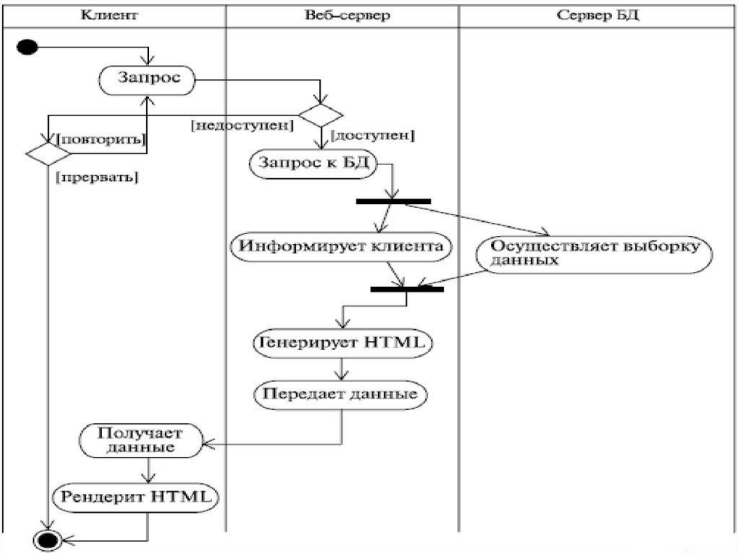 Клиент
Веб-сервер
Сервер БД
Запрос
[недоступен]
[повторить]
[доступен]
Запрос к БД
[прервать]
Информирует клиента
Осуществляет выборку
данных
Генерирует HTML
Передает данные
Получает
данные
Рендерит HTML